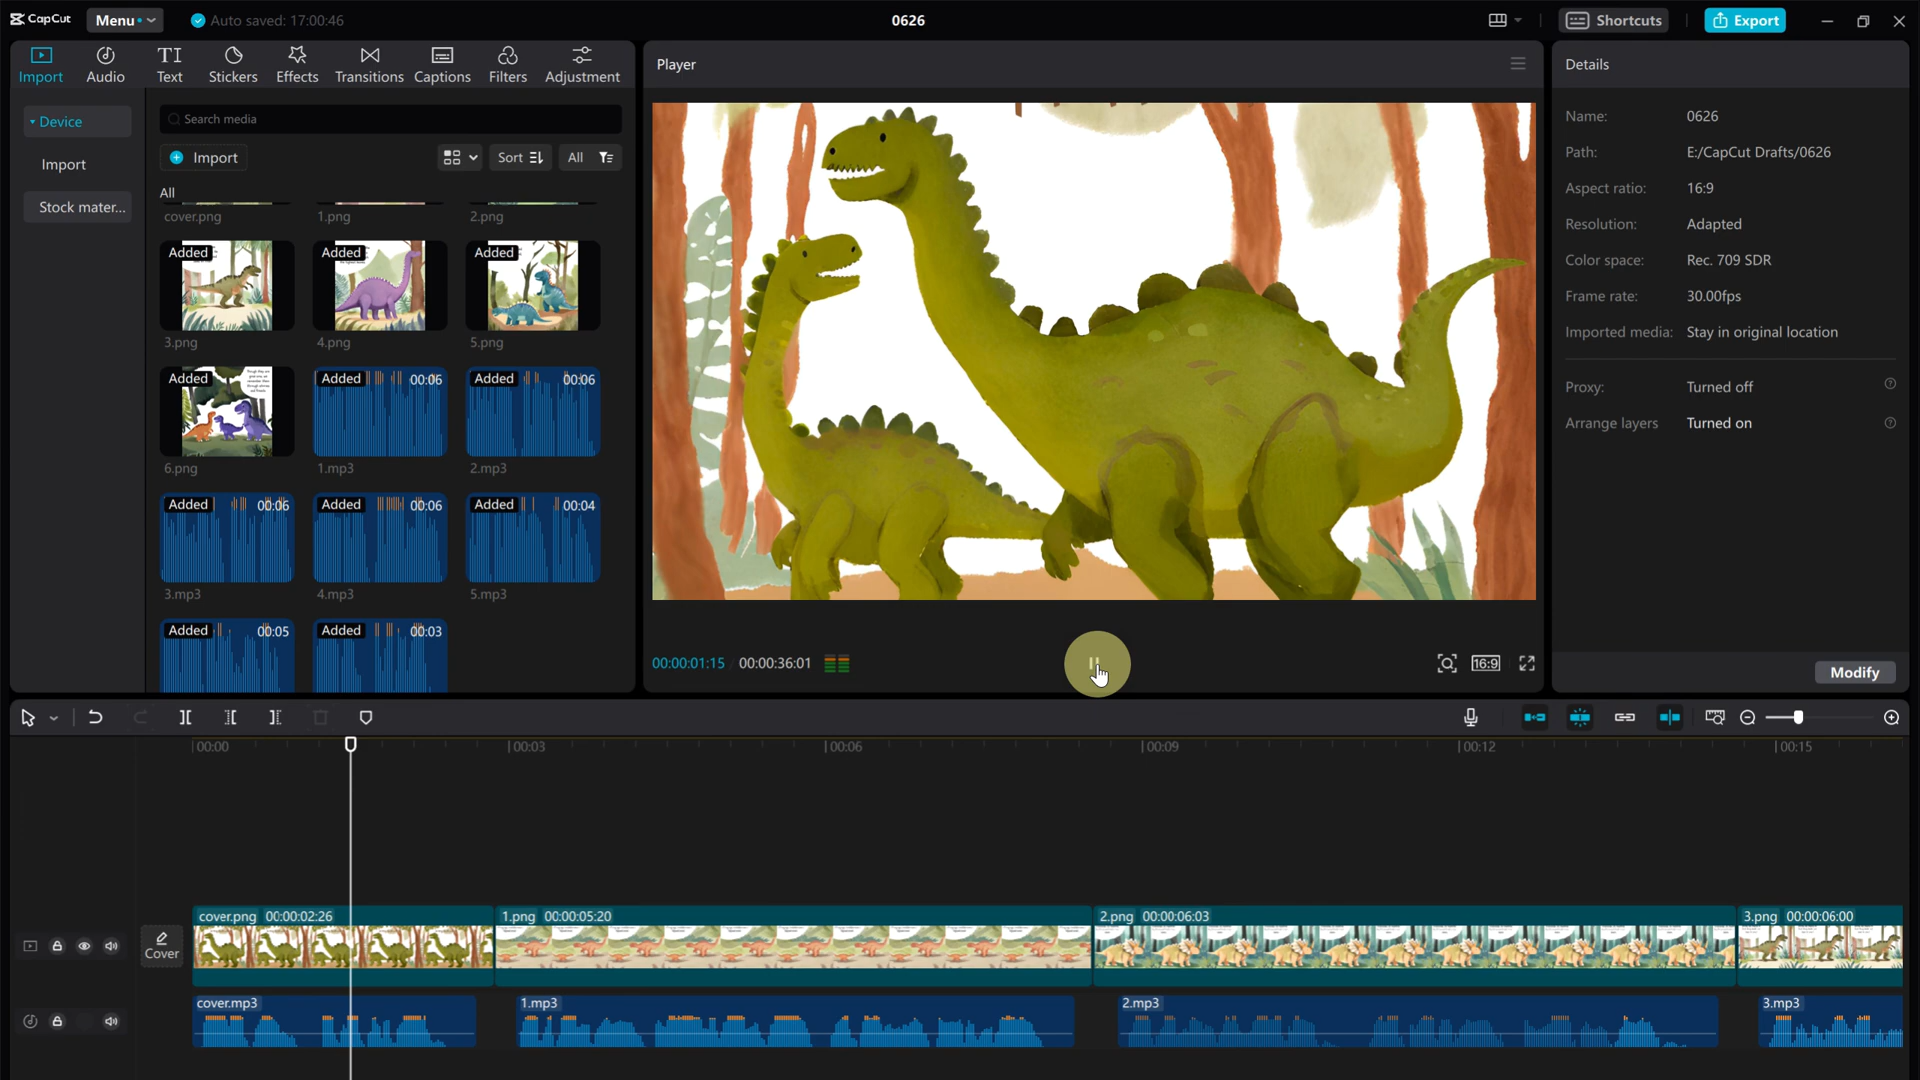 CapCut
Menu
Auto saved: 17:00:46
0626
Shortcuts
Export
Import
Audio
TI
Text
Stickers
Effects
Transitions
Captions
Filters
Adjustment
Device
Import
Stock mater...
Search media
Import
Sort
All
All
cover.png
1.png
2.png
Added
3.png
Added
4.png
Added
5.png
Added
6.png
Added 00:06
1.mp3
Added 00:06
2.mp3
Added 00:06
3.mp3
Added 00:06
4.mp3
Added 00:04
5.mp3
Added 00:05
Added 00:03
Player
00:00:01:15 00:00:36:01
16:9
Details
Name: 0626
Path: E:/CapCut Drafts/0626
Aspect ratio: 16:9
Resolution: Adapted
Color space: Rec. 709 SDR
Frame rate: 30.00fps
Imported media: Stay in original location
Proxy: Turned off
Arrange layers Turned on
Modify
00:00
00:03
00:06
00:09
00:12
00:15
Cover
cover.png 00:00:02:26
1.png 00:00:05:20
2.png 00:00:06:03
3.png 00:00:06:00
cover.mp3
1.mp3
2.mp3
3.mp3